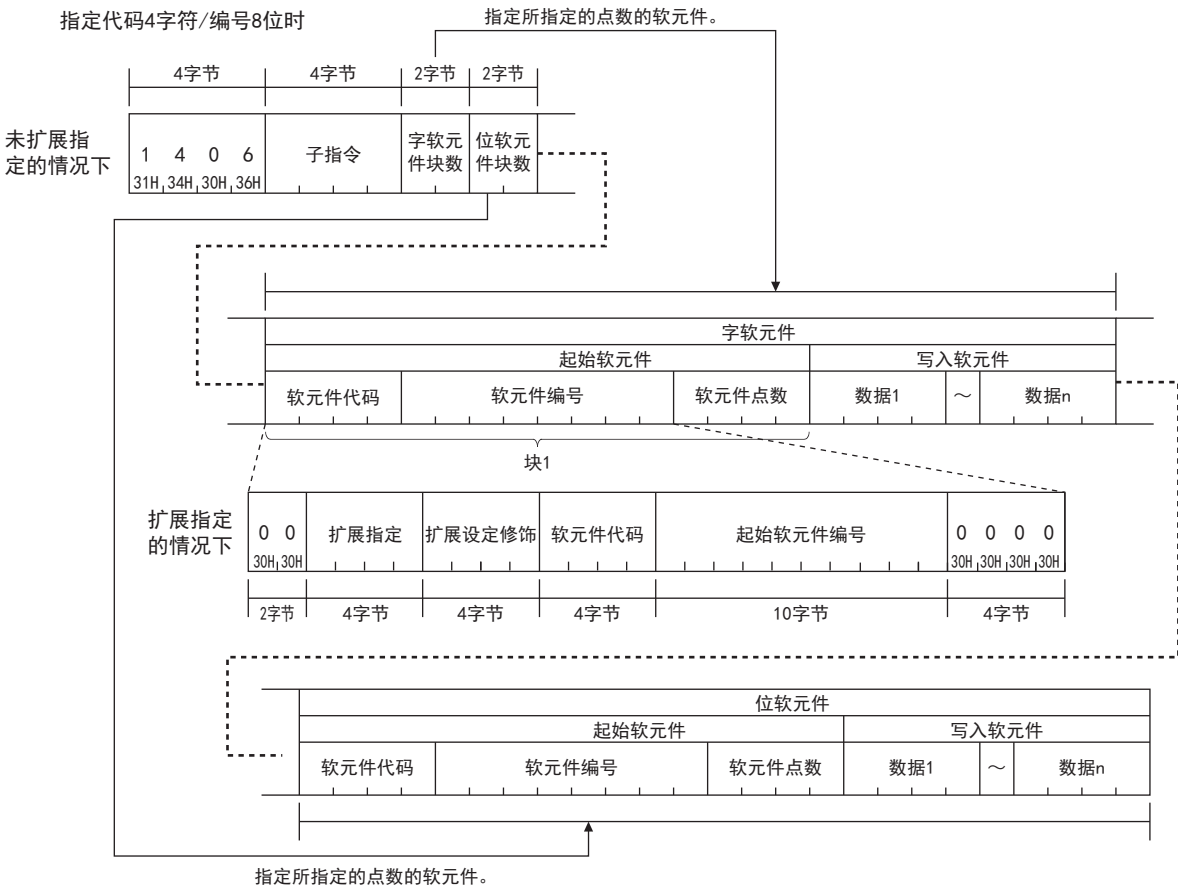 指定代码4字符/编号8位时
指定所指定的点数的软元件。
4字节 4字节 2字节 2字节
未扩展指
定的情况下
1 4 0 6
31H 34H 30H 36H
子指令
字软元
件块数
位软元
件块数
字软元件
起始软元件 写入软元件
软元件代码 软元件编号 软元件点数 数据1 ～ 数据n
块1
扩展指定
的情况下
0 0
30H 30H
扩展指定 扩展设定修饰 软元件代码 起始软元件编号
0 0 0 0
30H 30H 30H 30H
2字节 4字节 4字节 4字节 10字节 4字节
位软元件
起始软元件 写入软元件
软元件代码 软元件编号 软元件点数 数据1 ～ 数据n
指定所指定的点数的软元件。